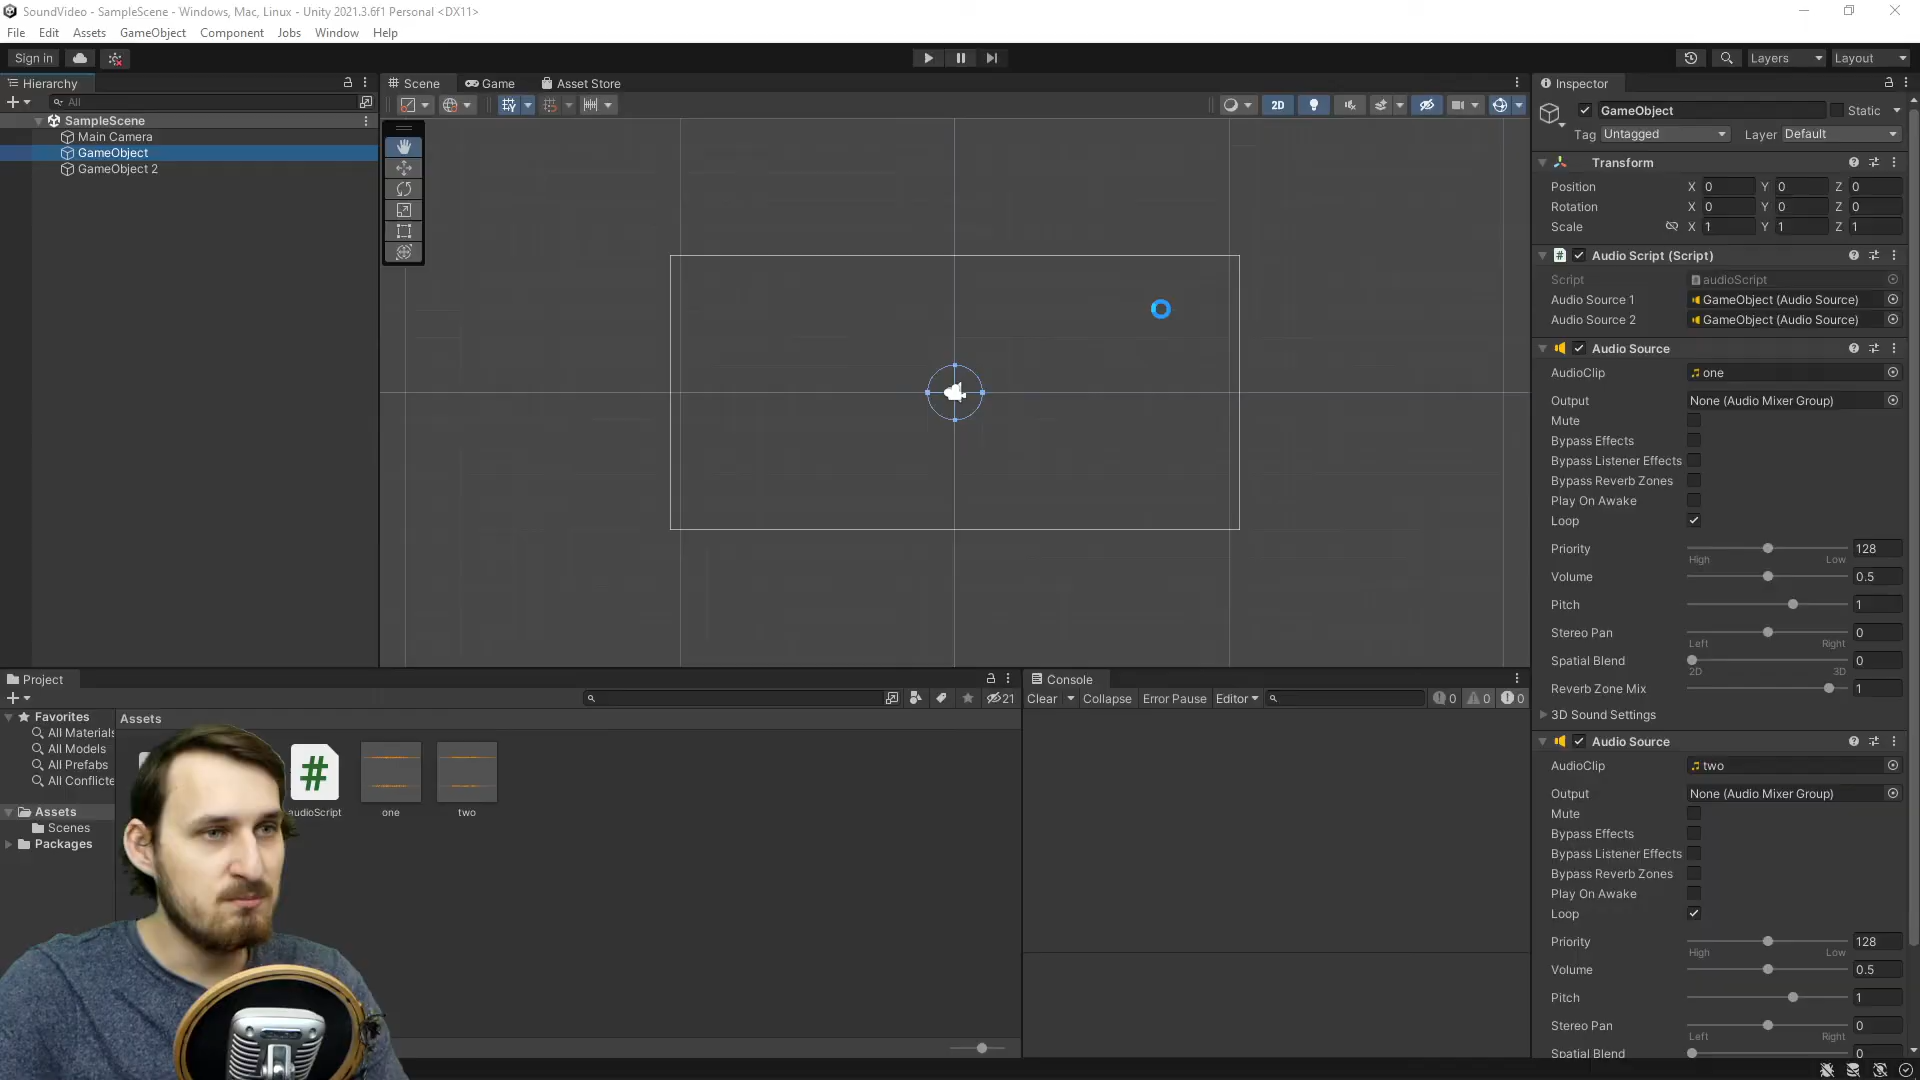 SoundVideo - SampleScene - Windows, Mac, Linux - Unity 2021.3.6f1 Personal <DX11>
File Edit Assets GameObject Component Jobs Window Help
Sign in
Layers Layout
Hierarchy
All
SampleScene
Main Camera
GameObject
GameObject 2
Scene Game Asset Store
2D
Inspector
GameObject Static
Tag Untagged Layer Default
Transform
Position X 0 Y 0 Z 0
Rotation X 0 Y 0 Z 0
Scale X 1 Y 1 Z 1
# Audio Script (Script)
Script audioScript
Audio Source 1 GameObject (Audio Source)
Audio Source 2 GameObject (Audio Source)
Audio Source
AudioClip one
Output None (Audio Mixer Group)
Mute
Bypass Effects
Bypass Listener Effects
Bypass Reverb Zones
Play On Awake
Loop
Priority 128
High Low
Volume 0.5
Pitch 1
Stereo Pan 0
Left Right
Spatial Blend 0
2D 3D
Reverb Zone Mix 1
3D Sound Settings
Audio Source
AudioClip two
Output None (Audio Mixer Group)
Mute
Bypass Effects
Bypass Listener Effects
Bypass Reverb Zones
Play On Awake
Loop
Priority 128
High Low
Volume 0.5
Pitch 1
Stereo Pan 0
Left Right
Spatial Blend 0
Project
21
Favorites
All Materials
All Models
All Prefabs
All Conflicte
Assets
Scenes
Packages
Assets
#
audioScript one two
Console
Clear Collapse Error Pause Editor 0 0 0